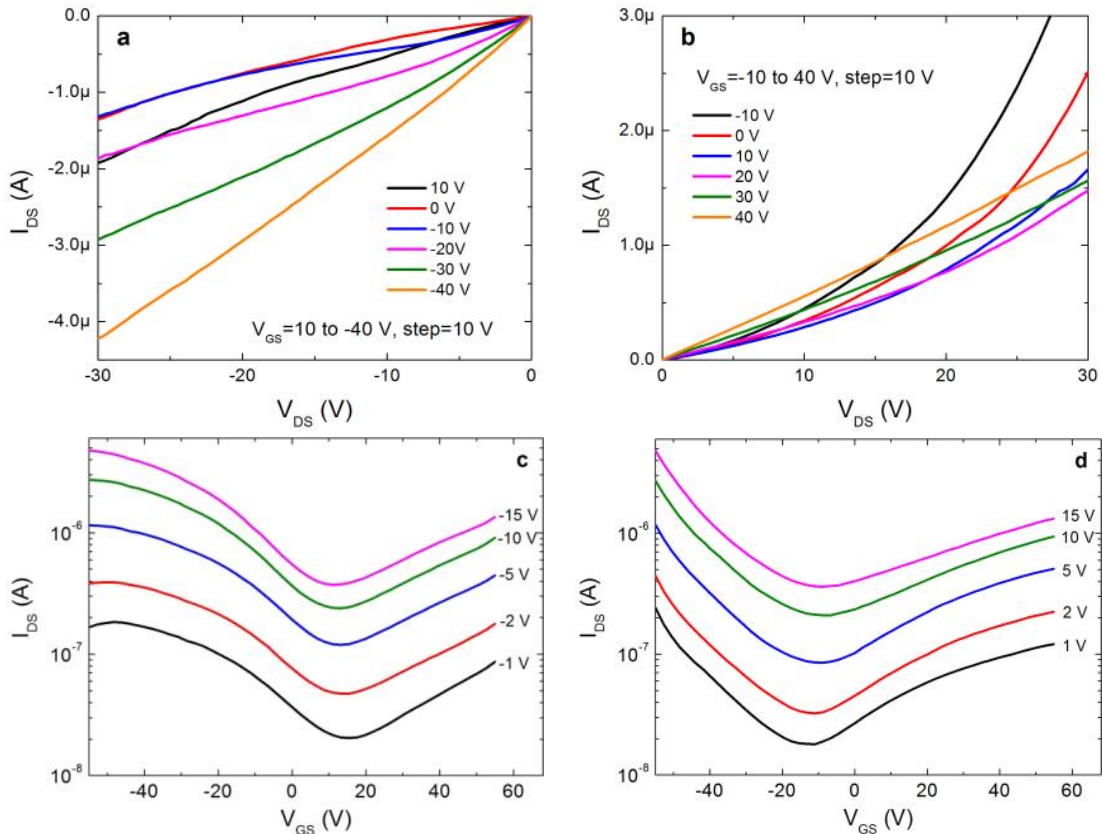 a
0.0
-1.0μ
-2.0μ
-3.0μ
-4.0μ
I_DS (A)
10 V
0 V
-10 V
-20V
-30 V
-40 V
V_GS=10 to -40 V, step=10 V
-30 -20 -10 0
V_DS (V)
b
3.0μ
2.0μ
1.0μ
0.0
I_DS (A)
V_GS=-10 to 40 V, step=10 V
-10 V
0 V
10 V
20 V
30 V
40 V
0 10 20 30
V_DS (V)
c
10⁻⁶
10⁻⁷
10⁻⁸
I_DS (A)
-15 V
-10 V
-5 V
-2 V
-1 V
-40 -20 0 20 40 60
V_GS (V)
d
10⁻⁶
10⁻⁷
10⁻⁸
I_DS (A)
15 V
10 V
5 V
2 V
1 V
-40 -20 0 20 40 60
V_GS (V)